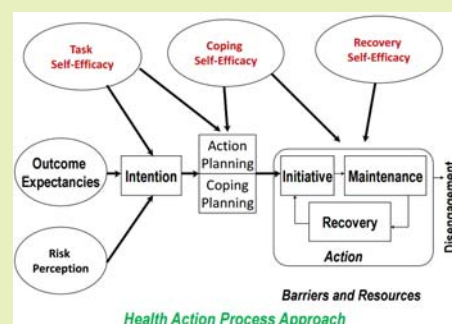 Task
Self-Efficacy
Coping
Self-Efficacy
Recovery
Self-Efficacy
Outcome
Expectancies
Intention
Action
Planning
Coping
Planning
Initiative
Maintenance
Recovery
Action
Disengagement
Risk
Perception
Barriers and Resources
Health Action Process Approach